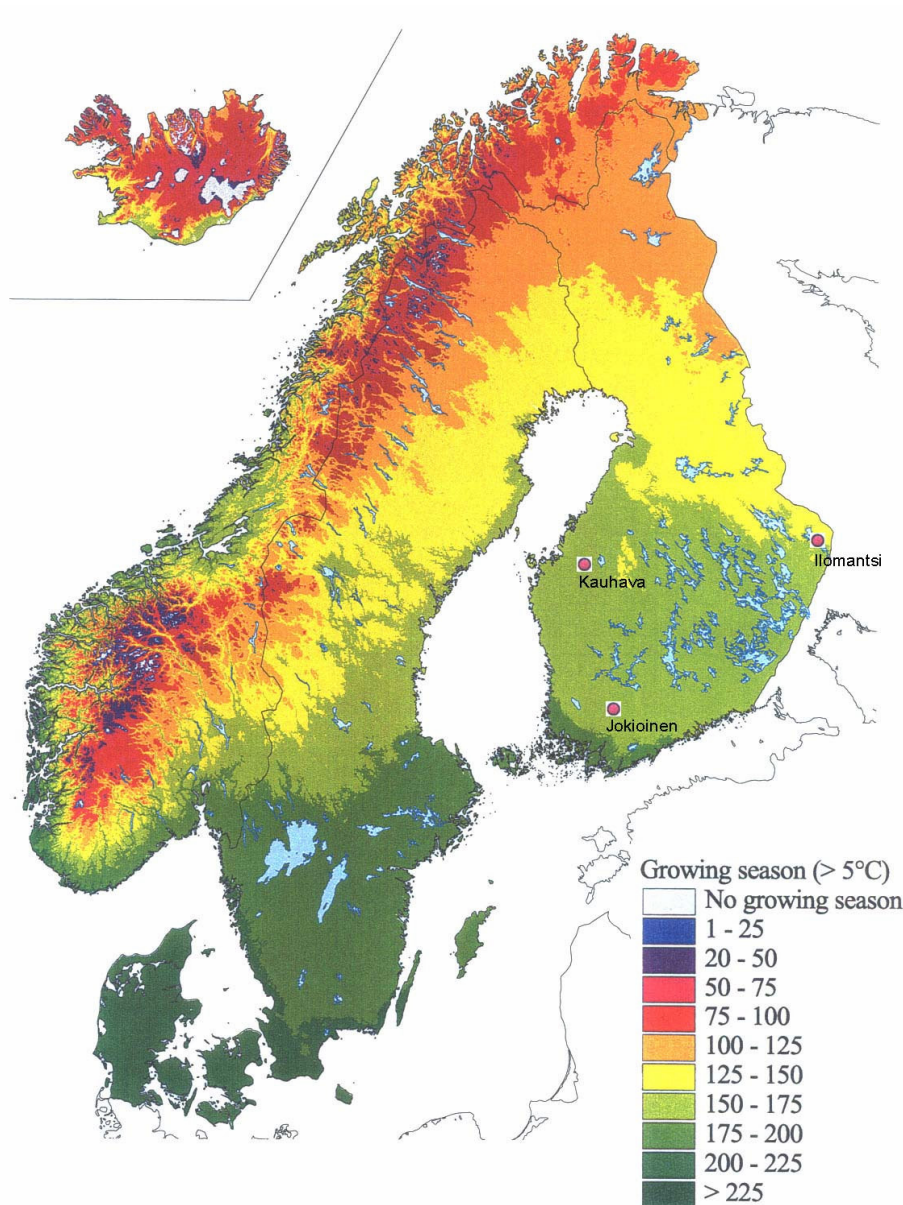 Ilomantsi
Kauhava
Jokioinen
Growing season (> 5°C)
No growing season
1 - 25
20 - 50
50 - 75
75 - 100
100 - 125
125 - 150
150 - 175
175 - 200
200 - 225
> 225